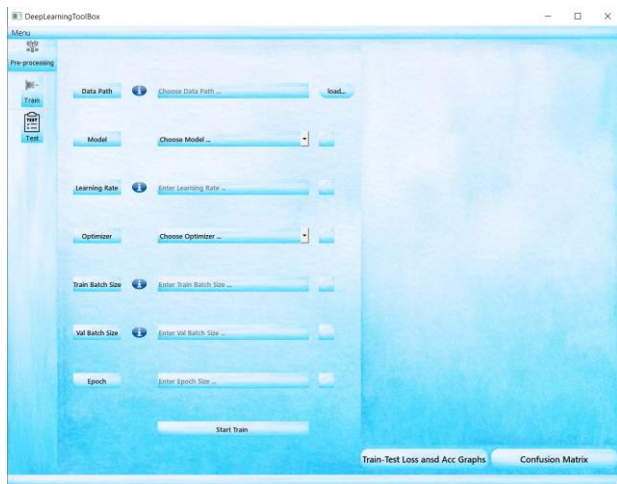 DeepLearningToolBox
Menu
Pre-processing
Train
TEST
Test
Data Path
Choose Data Path ...
load...
Model
Choose Model ...
Learning Rate
Enter Learning Rate ...
Optimizer
Choose Optimizer ...
Train Batch Size
Enter Train Batch Size ...
Val Batch Size
Enter Val Batch Size ...
Epoch
Enter Epoch Size ...
Start Train
Train-Test Loss ansd Acc Graphs
Confusion Matrix